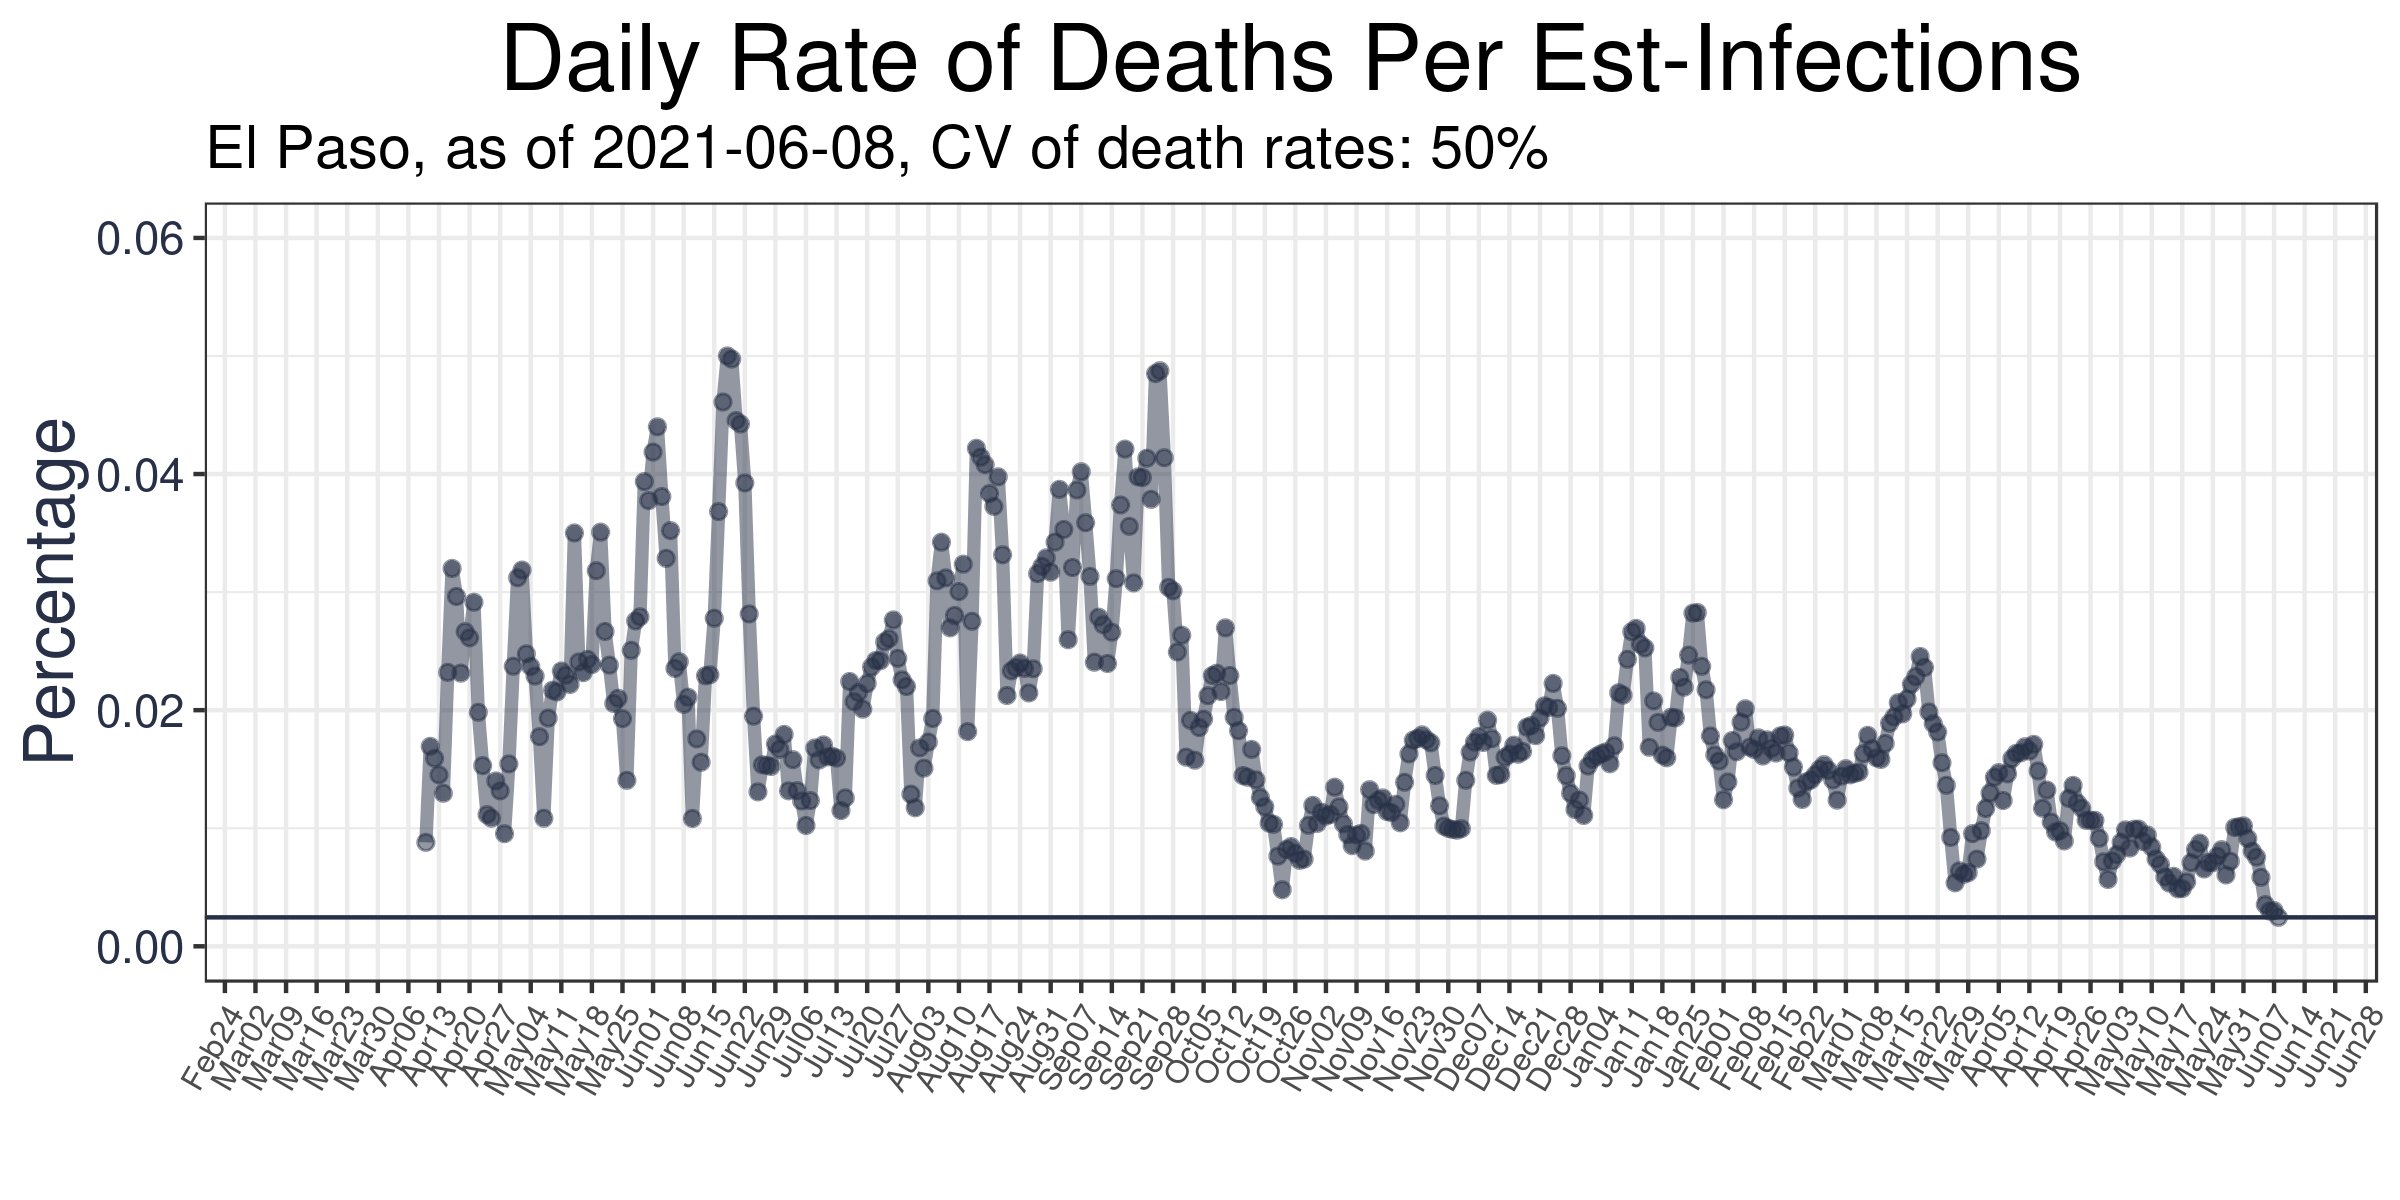 Daily Rate of Deaths Per Est-Infections
El Paso, as of 2021-06-08, CV of death rates: 50%
Percentage
0.06
0.04
0.02
0.00
Feb24 Mar02 Mar09 Mar16 Mar23 Mar30 Apr06 Apr13 Apr20 Apr27 May04 May11 May18 May25 Jun01 Jun08 Jun15 Jun22 Jun29 Jul06 Jul13 Jul20 Jul27 Aug03 Aug10 Aug17 Aug24 Aug31 Sep07 Sep14 Sep21 Sep28 Oct05 Oct12 Oct19 Oct26 Nov02 Nov09 Nov16 Nov23 Nov30 Dec07 Dec14 Dec21 Dec28 Jan04 Jan11 Jan18 Jan25 Feb01 Feb08 Feb15 Feb22 Mar01 Mar08 Mar15 Mar22 Mar29 Apr05 Apr12 Apr19 Apr26 May03 May10 May17 May24 May31 Jun07 Jun14 Jun21 Jun28